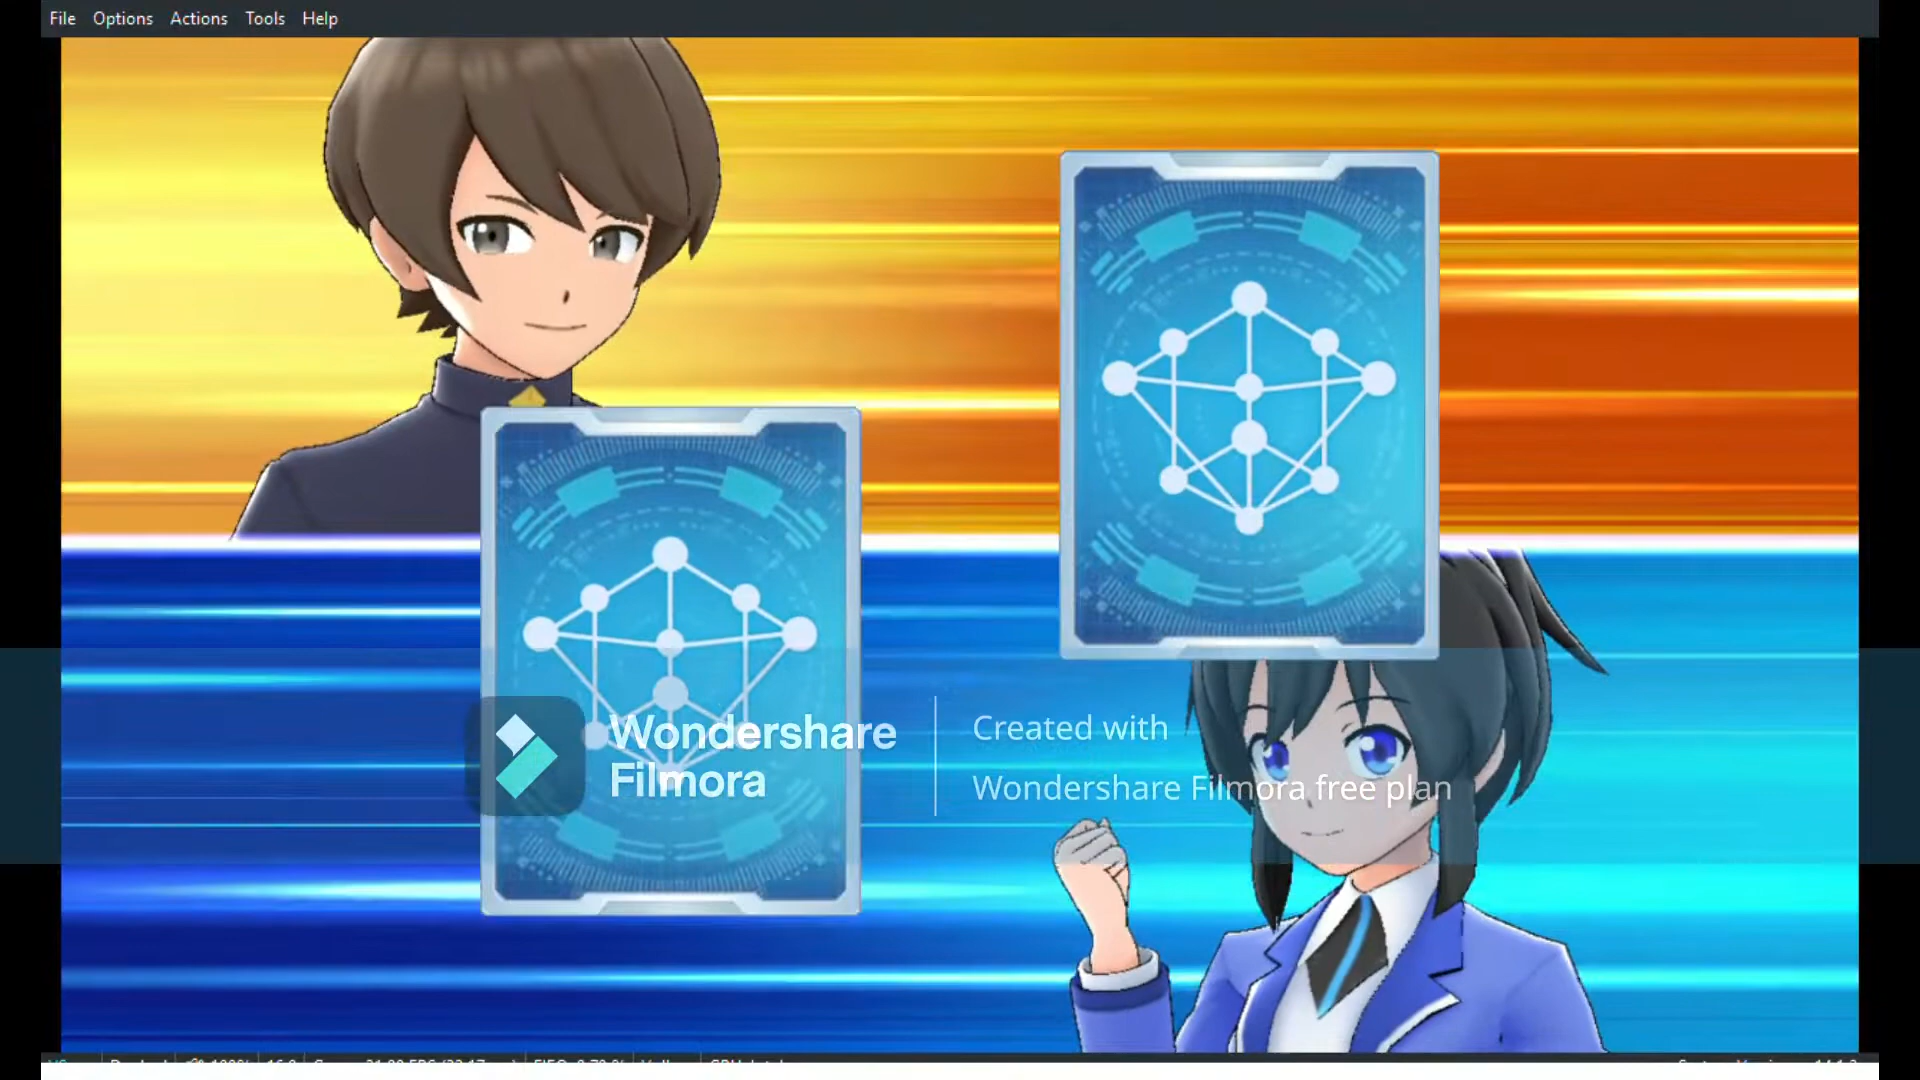 File Options Actions Tools Help
Wondershare
Filmora
Created with
Wondershare Filmora free plan